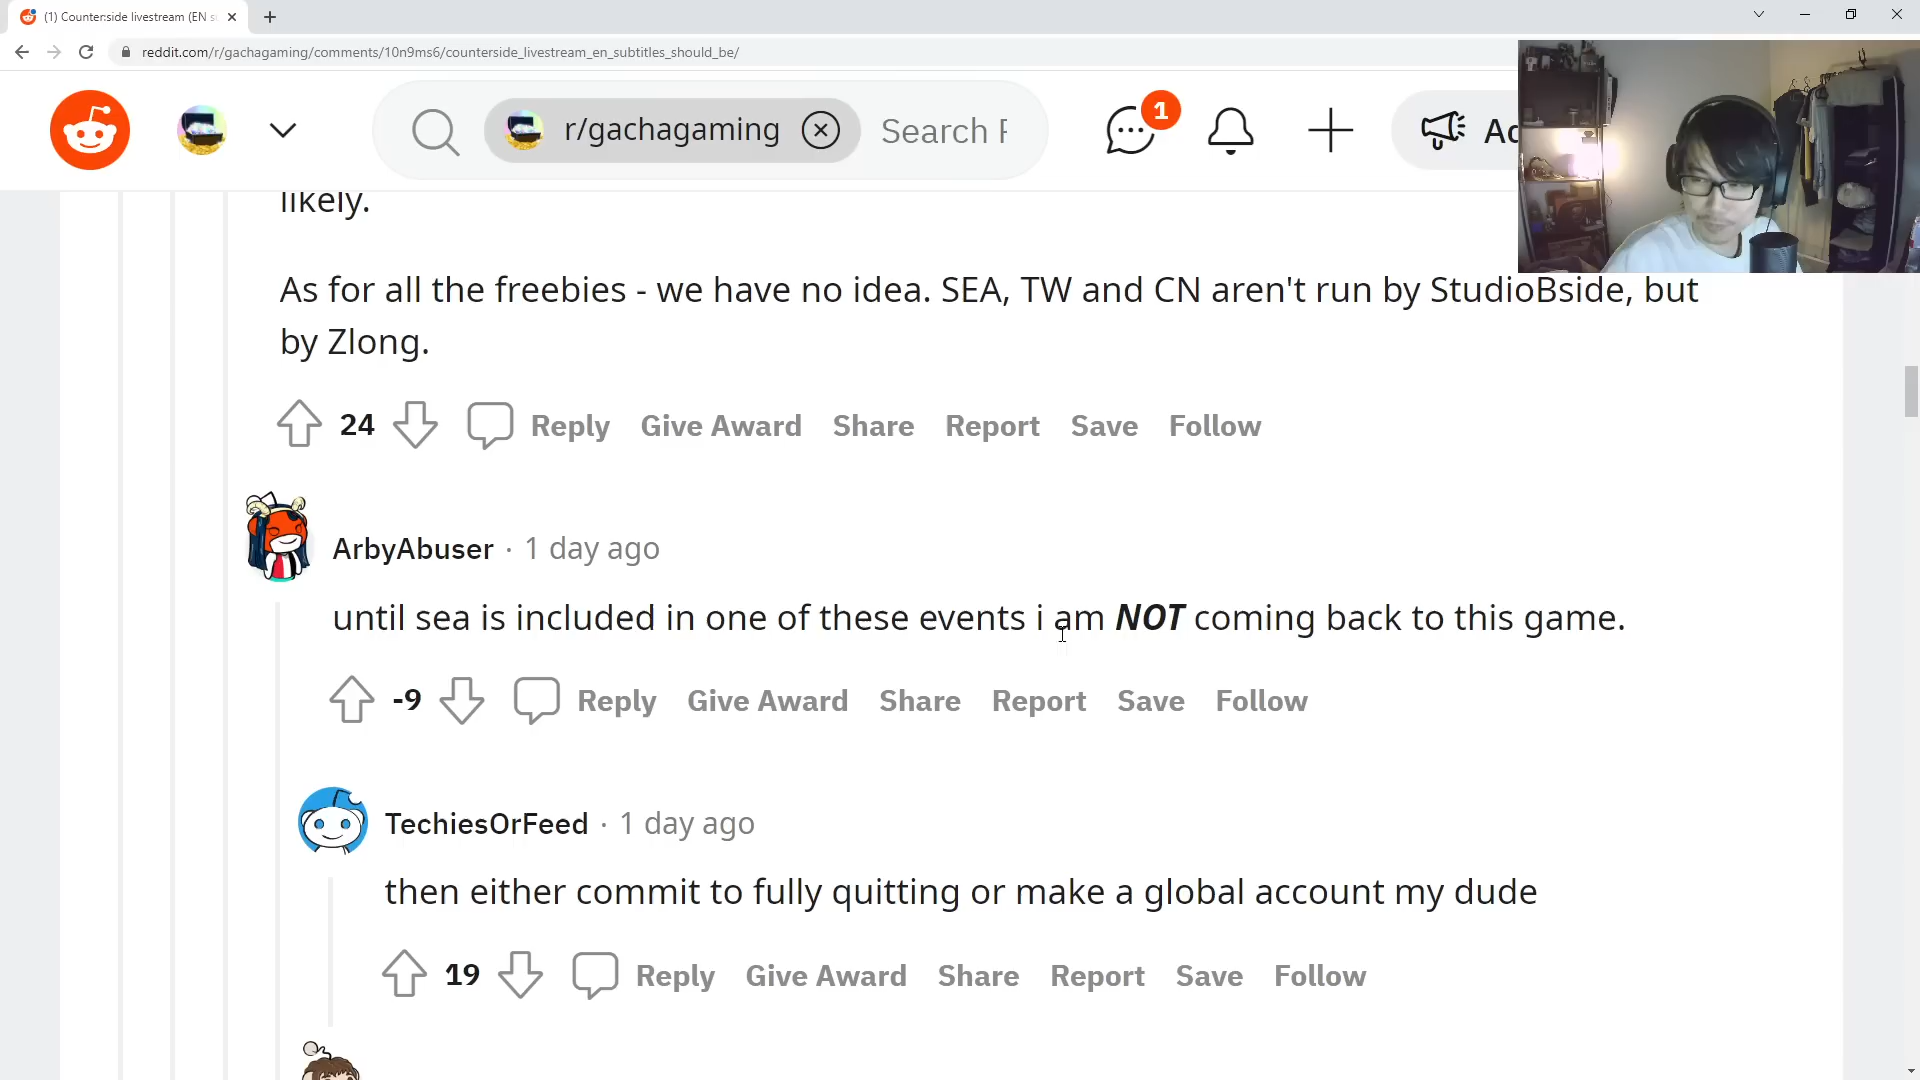 (1) Counter:side livestream (EN s
reddit.com/r/gachagaming/comments/10n9ms6/counterside_livestream_en_subtitles_should_be/
r/gachagaming
Search
1
likely.
As for all the freebies - we have no idea. SEA, TW and CN aren't run by StudioBside, but
by Zlong.
24 Reply Give Award Share Report Save Follow
ArbyAbuser · 1 day ago
until sea is included in one of these events i am NOT coming back to this game.
-9 Reply Give Award Share Report Save Follow
TechiesOrFeed · 1 day ago
then either commit to fully quitting or make a global account my dude
19 Reply Give Award Share Report Save Follow